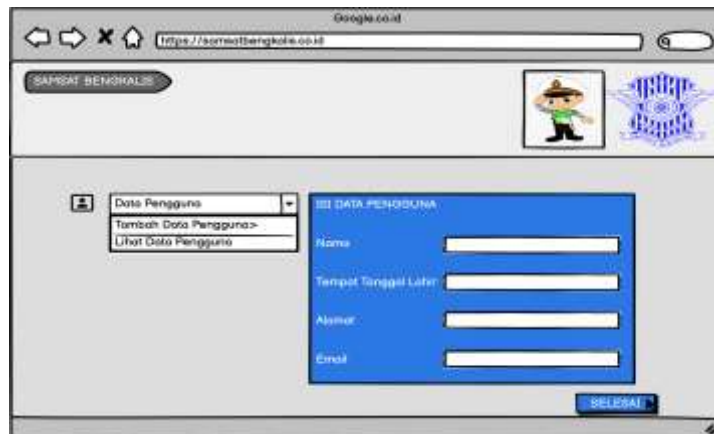 Google.co.id
https://samsatbengkalis.co.id
SAMSAT BENGKALIS
Data Pengguna
Tambah Data Pengguna>
Lihat Data Pengguna
DATA PENGGUNA
Nama
Tempat Tanggal Lahir
Alamat
Email
SELESAI